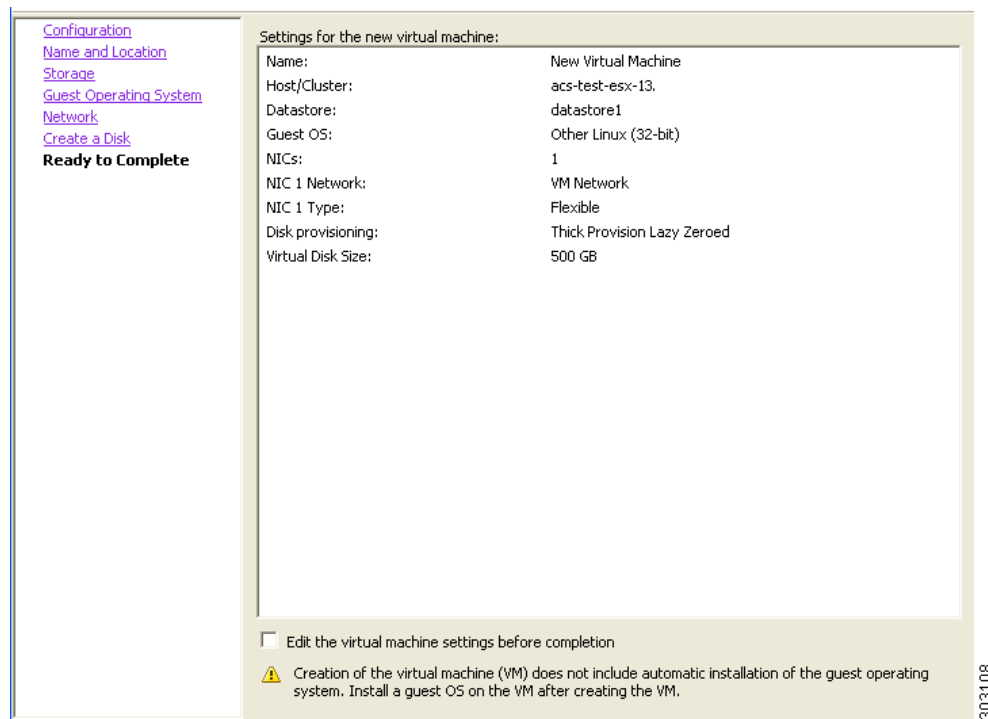 Configuration
Name and Location
Storage
Guest Operating System
Network
Create a Disk
Ready to Complete
Settings for the new virtual machine:
Name: New Virtual Machine
Host/Cluster: acs-test-esx-13.
Datastore: datastore1
Guest OS: Other Linux (32-bit)
NICs: 1
NIC 1 Network: VM Network
NIC 1 Type: Flexible
Disk provisioning: Thick Provision Lazy Zeroed
Virtual Disk Size: 500 GB
Edit the virtual machine settings before completion
Creation of the virtual machine (VM) does not include automatic installation of the guest operating
system. Install a guest OS on the VM after creating the VM.
303108